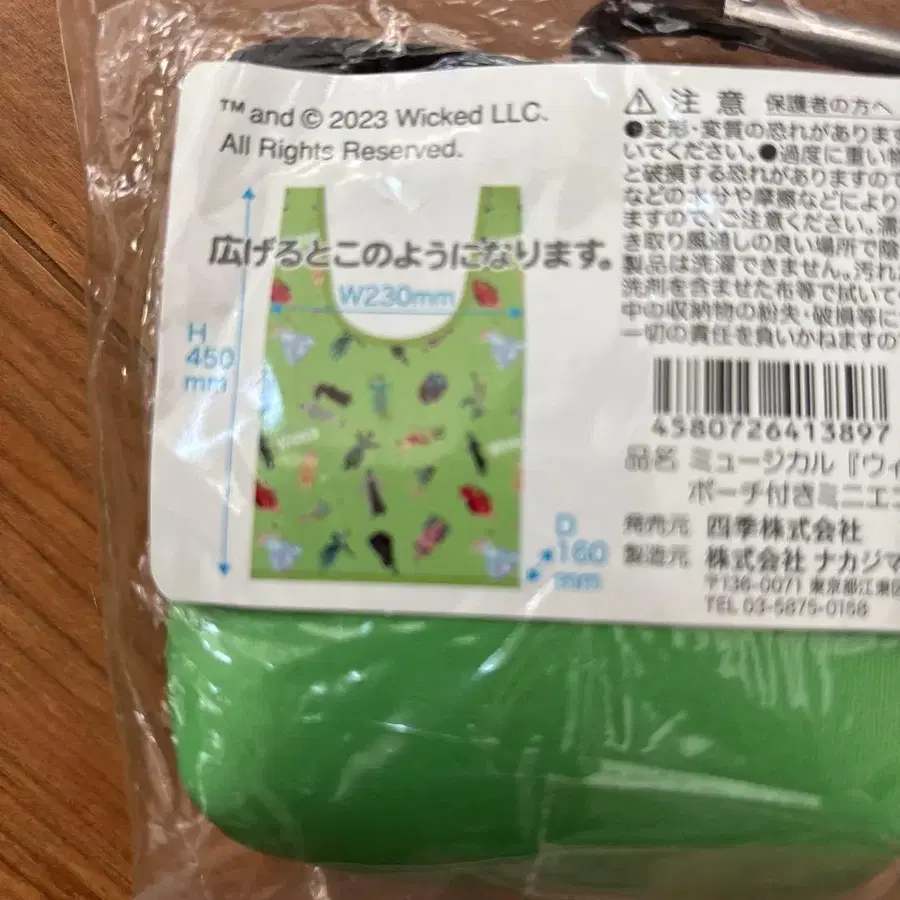 ™ and © 2023 Wicked LLC.
All Rights Reserved.
広げるとこのようになります。
W230mm
H
450
mm
D
160
mm
⚠ 注意 保護者の方へ
●変形・変質の恐れがあります
いでください。●過度に重い物
と破損する恐れがありますので
などの水分や摩擦などにより
ますので、ご注意ください。濡
き取り風通しの良い場所で陰
製品は洗濯できません。汚れ
洗剤を含ませた布等で拭いて
中の収納物の紛失・破損等に
一切の責任を負いかねますの
4580726413897
品名 ミュージカル『ウィ
ポーチ付きミニエコ
発売元 四季株式会社
製造元 株式会社 ナカジマ
〒136-0071 東京都江東区
TEL 03-5875-0168